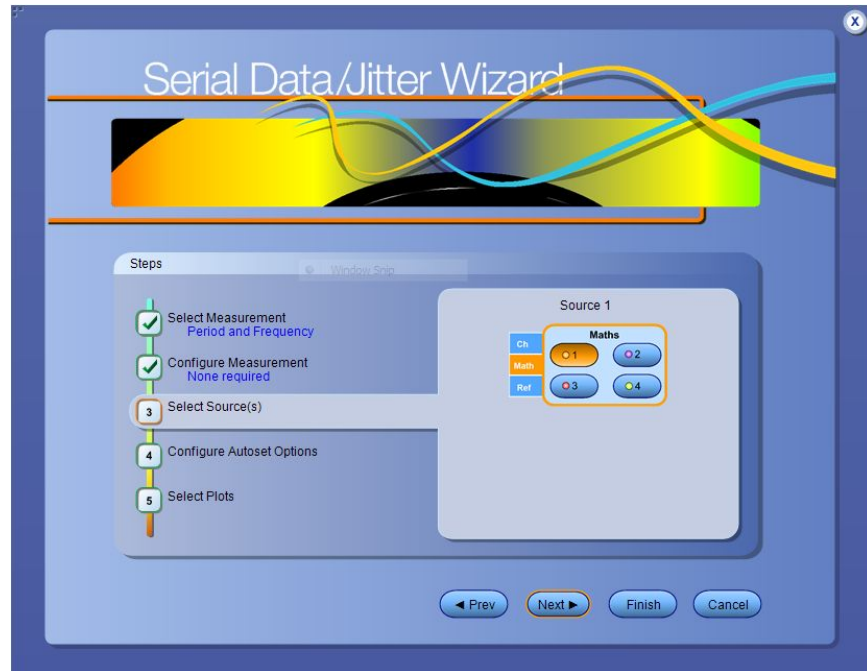 X
Serial Data/Jitter Wizard
Steps
Window Snip
Select Measurement
Period and Frequency
Configure Measurement
None required
3 Select Source(s)
4 Configure Autoset Options
5 Select Plots
Source 1
Ch
Math
Ref
Maths
1 2
3 4
◄ Prev Next ► Finish Cancel